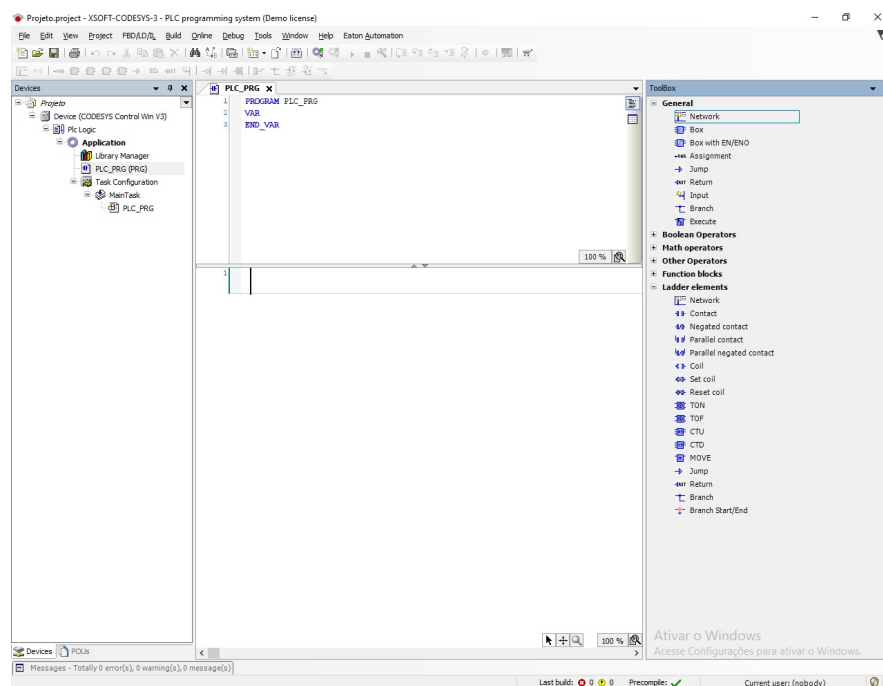 Projeto.project - XSOFT-CODESYS-3 - PLC programming system (Demo license)
File Edit View Project FBD/LD/IL Build Online Debug Tools Window Help Eaton Automation
Devices
Projeto
Device (CODESYS Control Win V3)
Plc Logic
Application
Library Manager
PLC_PRG (PRG)
Task Configuration
MainTask
PLC_PRG
Devices POUs
PLC_PRG
1 PROGRAM PLC_PRG
2 VAR
3 END_VAR
100 %
1
100 %
ToolBox
General
Network
Box
Box with EN/ENO
Assignment
Jump
Return
Input
Branch
Execute
Boolean Operators
Math operators
Other Operators
Function blocks
Ladder elements
Network
Contact
Negated contact
Parallel contact
Parallel negated contact
Coil
Set coil
Reset coil
TON
TOF
CTU
CTD
MOVE
Jump
Return
Branch
Branch Start/End
Ativar o Windows
Acesse Configurações para ativar o Windows.
Messages - Totally 0 error(s), 0 warning(s), 0 message(s)
Last build: 0 0 Precompile: Current user: (nobody)